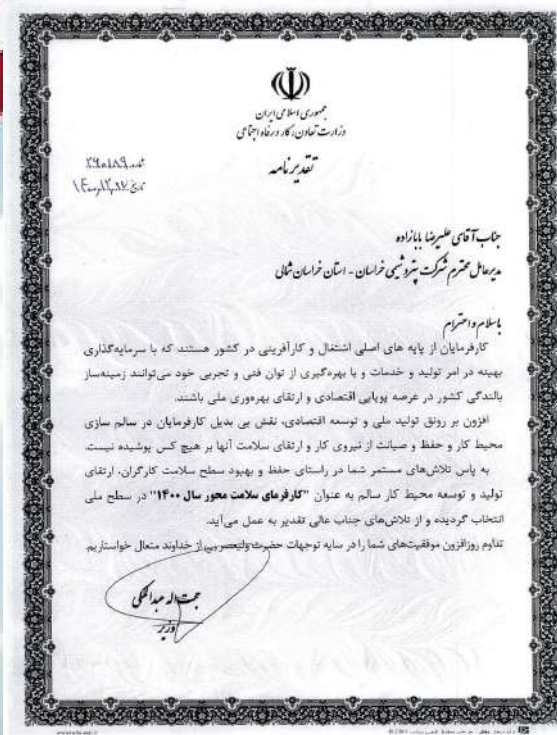 جمهوری اسلامی ایران
وزارت تعاون، کار و رفاه اجتماعی
تقدیرنامه
جناب آقای علیرضا بابازاده
مدیرعامل محترم شرکت پتروشیمی خراسان - استان خراسان شمالی
باسلام و احترام
کارفرمایان از پایه های اصلی اشتغال و کارآفرینی در کشور هستند که با سرمایه‌گذاری
بهینه در امر تولید و خدمات و با بهره‌گیری از توان فنی و تجربی خود می‌توانند زمینه‌ساز
بالندگی کشور در عرصه پویایی اقتصادی و ارتقای بهره‌وری ملی باشند.
افزون بر رونق تولید ملی و توسعه اقتصادی، نقش بی بدیل کارفرمایان در سالم سازی
محیط کار و حفظ و صیانت از نیروی کار و ارتقای سلامت آنها بر هیچ کس پوشیده نیست.
به پاس تلاش‌های مستمر شما در راستای حفظ و بهبود سطح سلامت کارگران، ارتقای
تولید و توسعه محیط کار سالم به عنوان "کارفرمای سلامت محور سال ۱۴۰۰" در سطح ملی
انتخاب گردیده و از تلاش‌های جناب عالی تقدیر به عمل می‌آید.
تداوم روزافزون موفقیت‌های شما را در سایه توجهات حضرت ولیعصر از خداوند متعال خواستاریم.
حجت اله عبدالملکی
وزیر